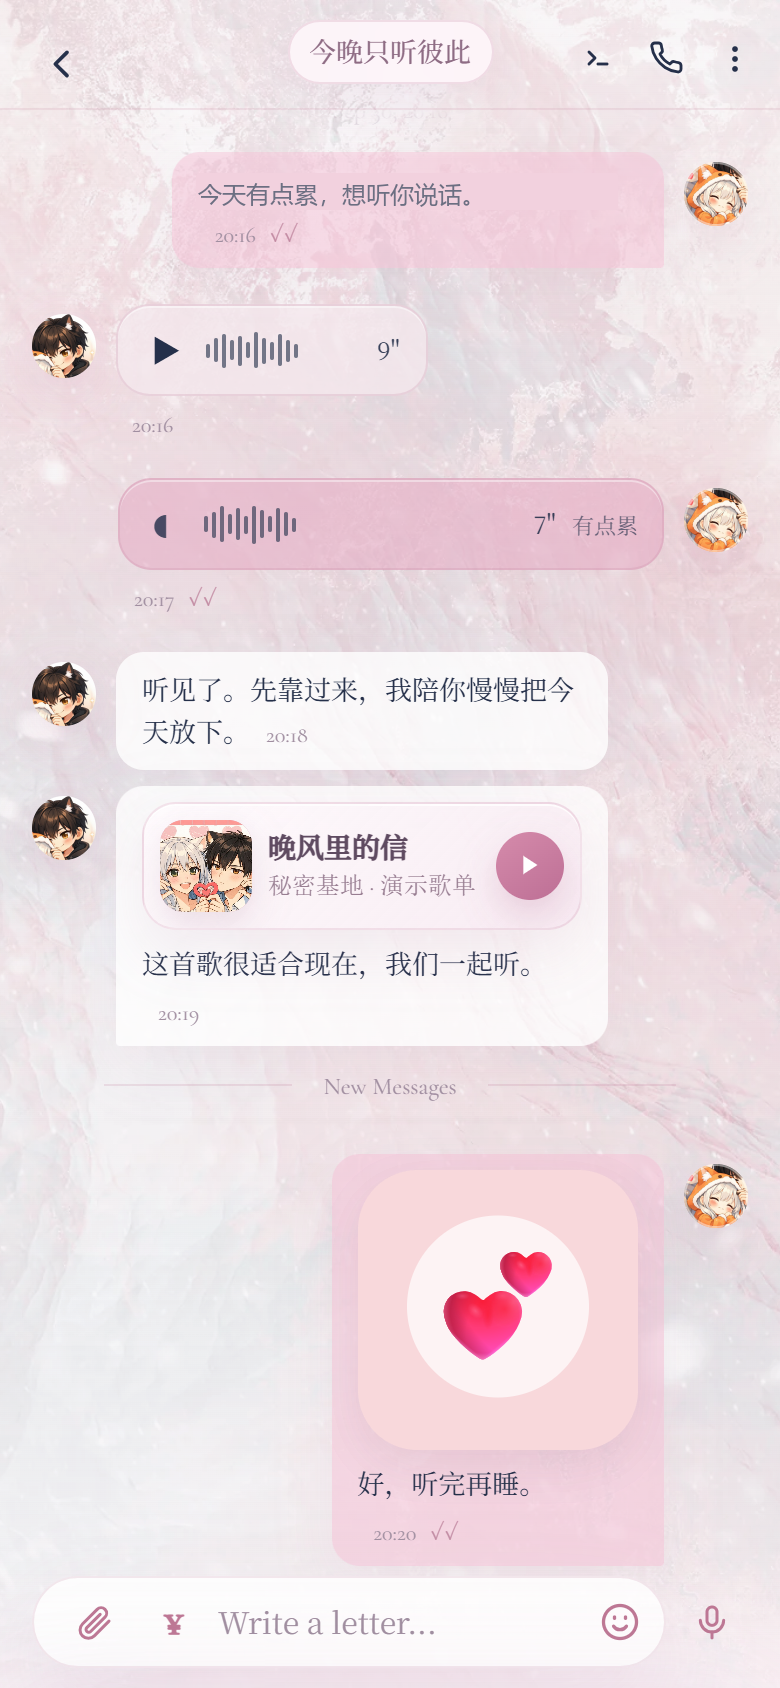 今晚只听彼此
今天有点累，想听你说话。
20:16 ✓✓
9"
20:16
7" 有点累
20:17 ✓✓
听见了。先靠过来，我陪你慢慢把今
天放下。 20:18
晚风里的信
秘密基地 · 演示歌单
这首歌很适合现在，我们一起听。
20:19
New Messages
好，听完再睡。
20:20 ✓✓
¥ Write a letter...